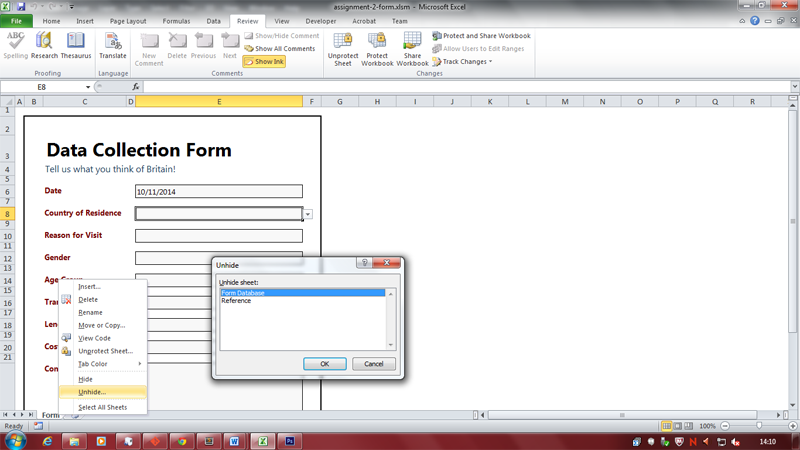 assignment-2-form.xlsm - Microsoft Excel
File Home Insert Page Layout Formulas Data Review View Developer Acrobat Team
ABC
Spelling Research Thesaurus
Proofing
Translate
Language
New Comment Delete Previous Next
Show/Hide Comment
Show All Comments
Show Ink
Comments
Unprotect Sheet Protect Workbook Share Workbook
Protect and Share Workbook
Allow Users to Edit Ranges
Track Changes
Changes
E8 fx
A B C D E F G H I J K L M N O P Q R
1
2
3 Data Collection Form
4 Tell us what you think of Britain!
5
6 Date 10/11/2014
7
8 Country of Residence
9
10 Reason for Visit
11
12 Gender
13
14 Age Group
15
16 Tra
17
18 Len
19
20 Cos
21
Com
Insert...
Delete
Rename
Move or Copy...
View Code
Unprotect Sheet...
Tab Color
Hide
Unhide...
Select All Sheets
Unhide
Unhide sheet:
Form Database
Reference
OK Cancel
Form
Ready 100%
14:10